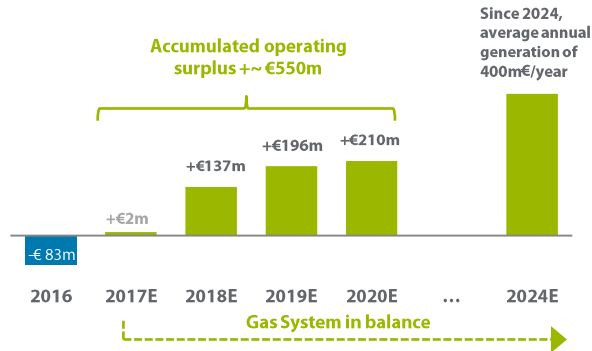 Since 2024,
average annual
generation of
400m€/year
Accumulated operating
surplus +~ €550m
+€2m
+€137m
+€196m
+€210m
-€ 83m
2016 2017E 2018E 2019E 2020E ... 2024E
Gas System in balance